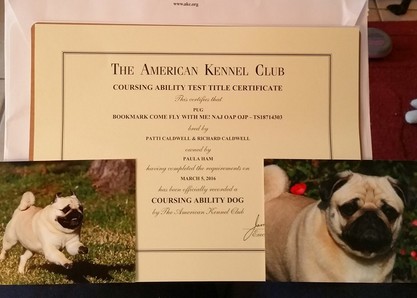 www.akc.org
THE AMERICAN KENNEL CLUB
COURSING ABILITY TEST TITLE CERTIFICATE
This certifies that
PUG
BOOKMARK COME FLY WITH ME! NAJ OAP OJP - TS18714303
bred by
PATTI CALDWELL & RICHARD CALDWELL
owned by
PAULA HAM
having completed the requirements on
MARCH 5, 2016
has been officially recorded a
COURSING ABILITY DOG
by The American Kennel Club